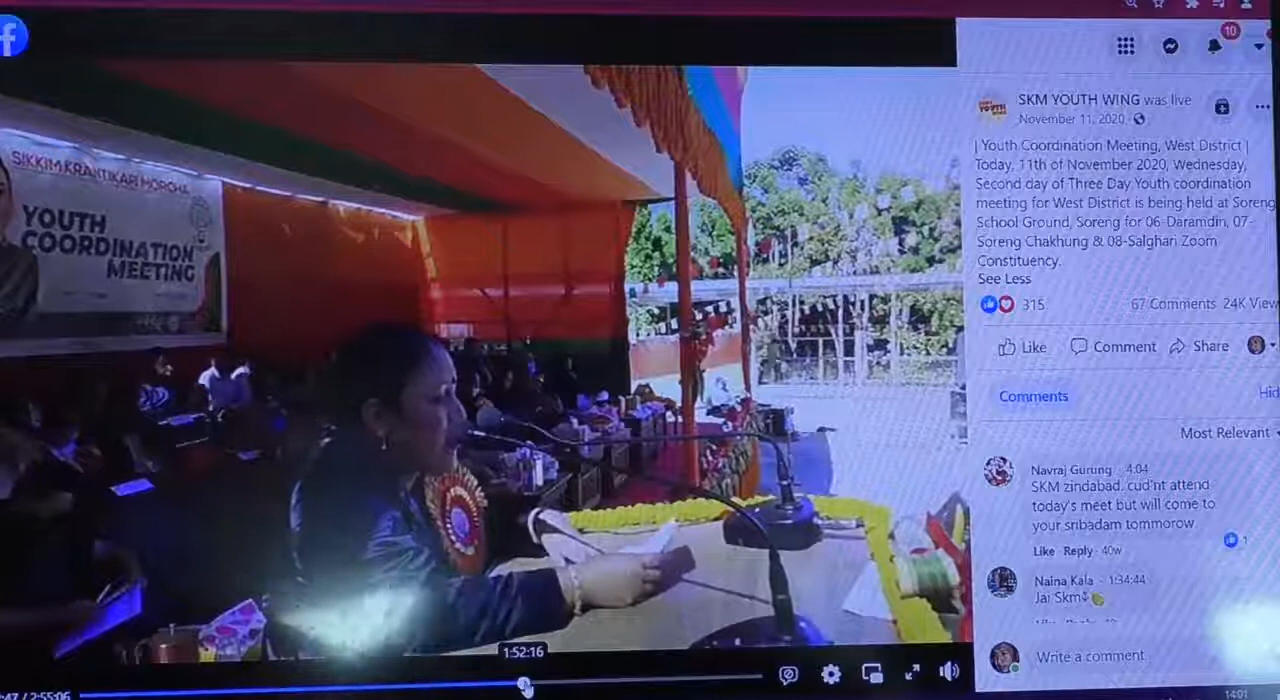 10
SKM YOUTH WING was live
November 11, 2020
| Youth Coordination Meeting, West District |
Today, 11th of November 2020, Wednesday,
Second day of Three Day Youth coordination
meeting for West District is being held at Soreng
School Ground, Soreng for 06-Daramdin, 07-
Soreng Chakhung & 08-Salghari Zoom
Constituency.
See Less
315
67 Comments 24K View
Like
Comment
Share
Comments
Hid
Most Relevant
Navraj Gurung · 4:04
SKM zindabad. cud'nt attend
today's meet but will come to
your sribadam tommorow
Like · Reply · 40w
1
Naina Kala · 1:34:44
Jai Skm
Write a comment
SIKKIM KRANTIKARI MORCHA
YOUTH
COORDINATION
MEETING
1:52:16
:47 / 2:55:06
14:01